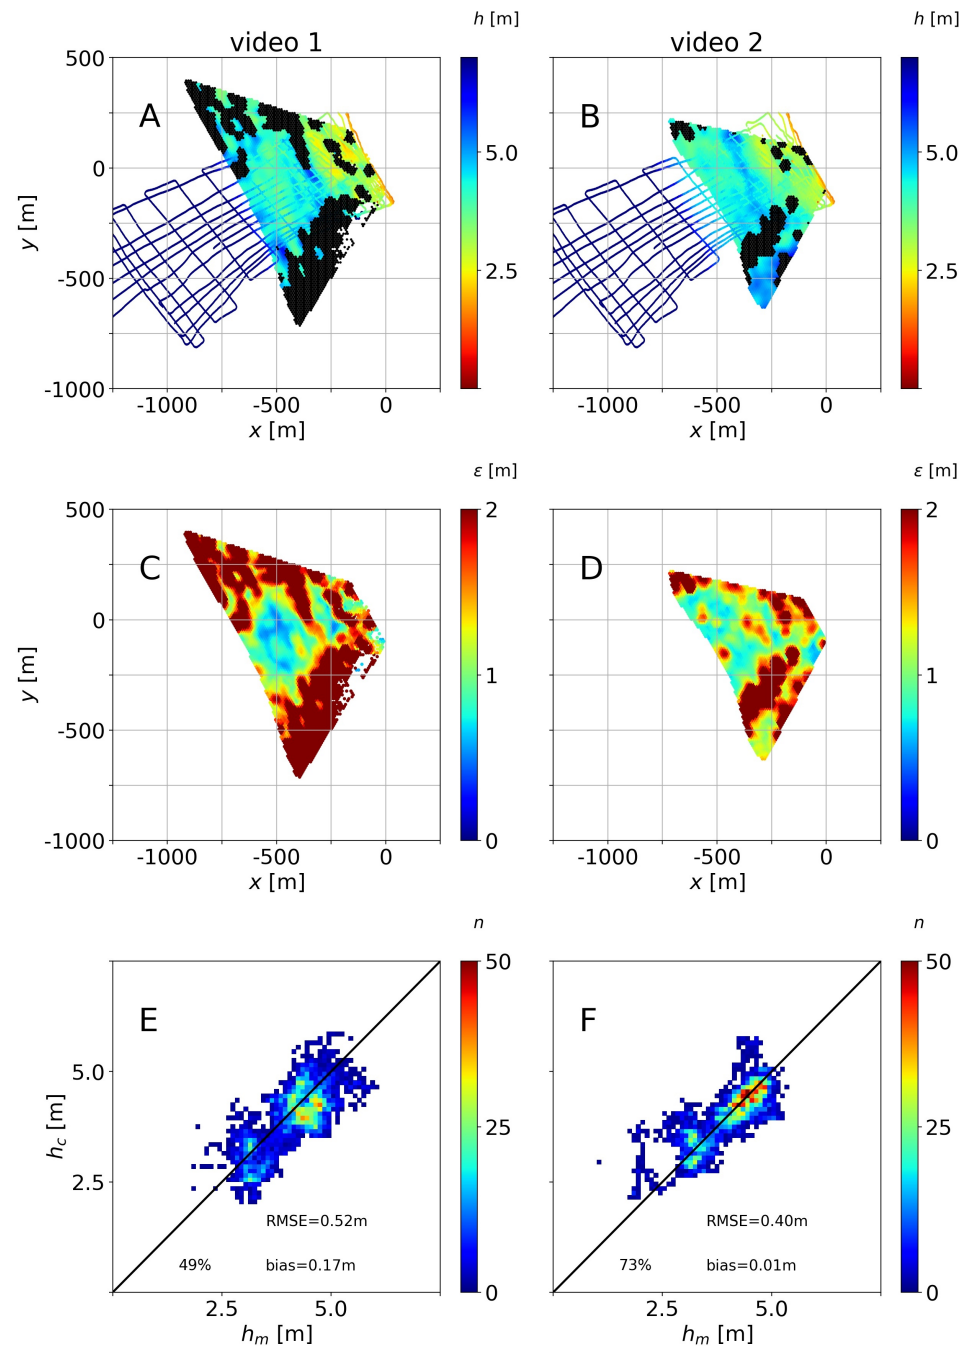 h [m] h [m]
video 1 video 2
500
A B
5.0 5.0
0
y [m]
2.5 2.5
-500
-1000
-1000 -500 0 -1000 -500 0
x [m] x [m]
ε [m] ε [m]
500 2 2
C D
0
y [m]
1 1
-500
-1000 0 0
-1000 -500 0 -1000 -500 0
x [m] x [m]
n n
50 50
E F
5.0
h_c [m]
25 25
2.5
RMSE=0.52m RMSE=0.40m
49% bias=0.17m 73% bias=0.01m
0 0
2.5 5.0 2.5 5.0
h_m [m] h_m [m]